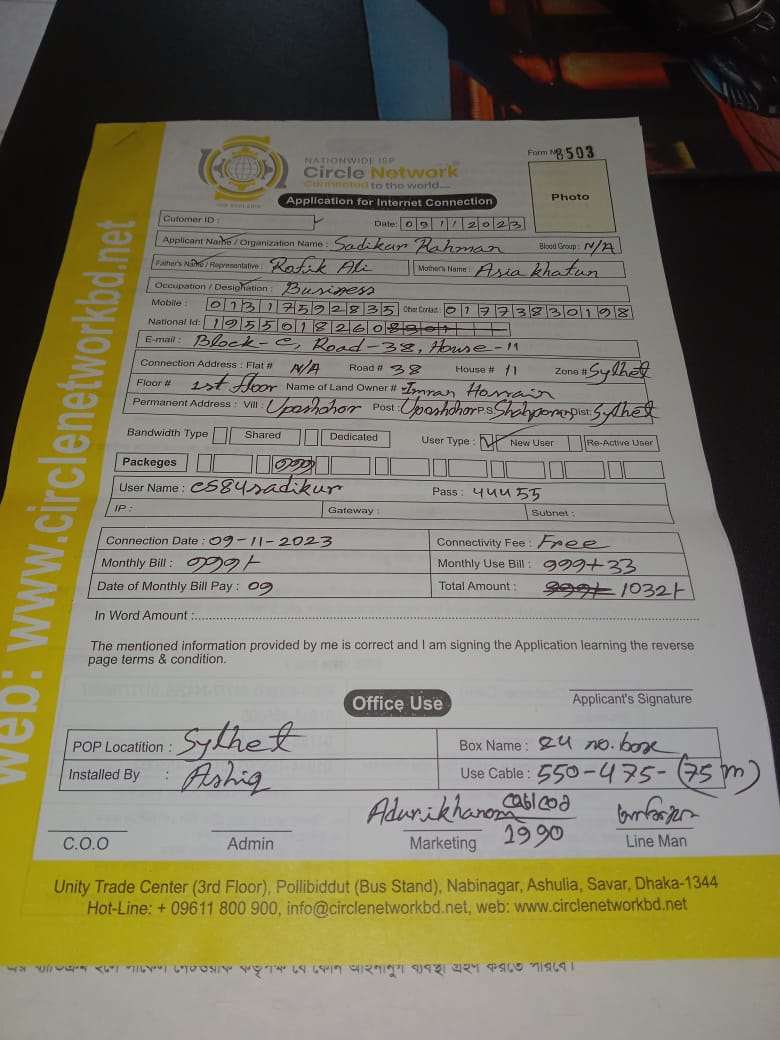 web: www.circlenetworkbd.net
NATIONWIDE ISP
Circle Network
Connected to the world....
Application for Internet Connection
Form № 8503
Photo
Cutomer ID :
Date: 09112023
Applicant Name / Organization Name : Sadikur Rahman Blood Group : N/A
Father's Name / Representative : Rofik Ali Mother's Name : Asia khatun
Occupation / Designation : Business
Mobile : 01317592835 Other Contact : 01773830198
National Id: 1955018260
E-mail : Block-C, Road-38, House-11
Connection Address : Flat # N/A Road # 38 House # 11 Zone # Sylhet
Floor # 1st floor Name of Land Owner # Imran Hossain
Permanent Address : Vill : Uposhohor Post : Uposhohor P.S: Shahporan Dist: Sylhet
Bandwidth Type Shared Dedicated User Type : New User Re-Active User
Packeges 999
User Name : cs84sadikur Pass : 444555
IP : Gateway : Subnet :
Connection Date : 09-11-2023 Connectivity Fee : Free
Monthly Bill : 999/- Monthly Use Bill : 999+33
Date of Monthly Bill Pay : 09 Total Amount : 999/- 1032/-
In Word Amount :
The mentioned information provided by me is correct and I am signing the Application learning the reverse
page terms & condition.
Applicant's Signature
Office Use
POP Locatition : Sylhet Box Name : 24 no. box
Installed By : Ashiq Use Cable : 550-475-(75m)
1990
C.O.O Admin Marketing Line Man
Unity Trade Center (3rd Floor), Pollibiddut (Bus Stand), Nabinagar, Ashulia, Savar, Dhaka-1344
Hot-Line: + 09611 800 900, info@circlenetworkbd.net, web: www.circlenetworkbd.net